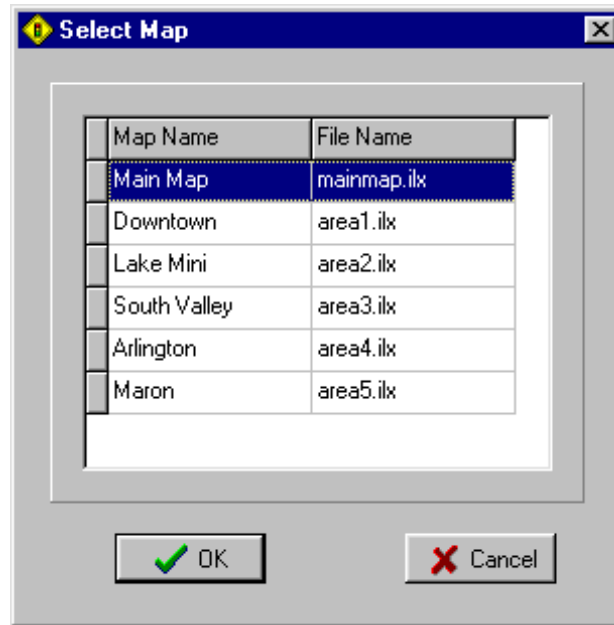 Select Map
Map Name File Name
Main Map mainmap.ilx
Downtown area1.ilx
Lake Mini area2.ilx
South Valley area3.ilx
Arlington area4.ilx
Maron area5.ilx
OK Cancel